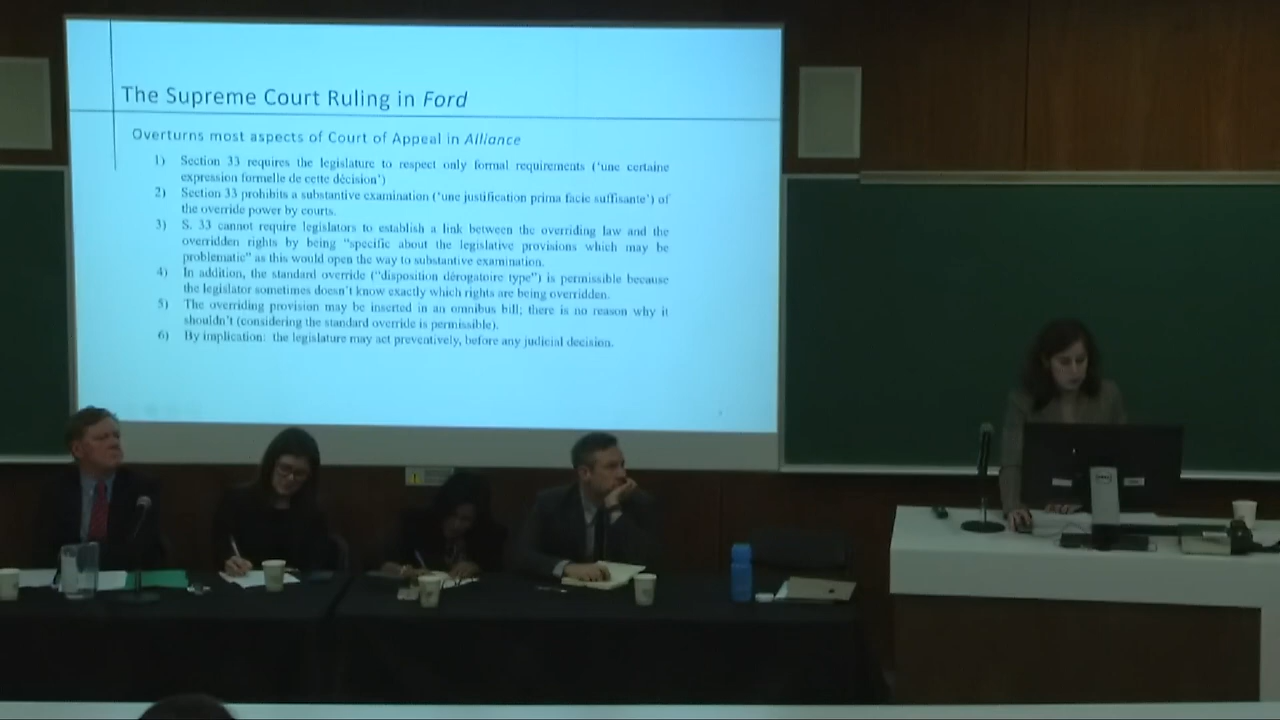 The Supreme Court Ruling in Ford
Overturns most aspects of Court of Appeal in Alliance
1) Section 33 requires the legislature to respect only formal requirements (‘une certaine
expression formelle de cette décision’)
2) Section 33 prohibits a substantive examination (‘une justification prima facie suffisante’) of
the override power by courts.
3) S. 33 cannot require legislators to establish a link between the overriding law and the
overridden rights by being “specific about the legislative provisions which may be
problematic” as this would open the way to substantive examination.
4) In addition, the standard override (“disposition dérogatoire type”) is permissible because
the legislator sometimes doesn’t know exactly which rights are being overridden.
5) The overriding provision may be inserted in an omnibus bill; there is no reason why it
shouldn’t (considering the standard override is permissible).
6) By implication: the legislature may act preventively, before any judicial decision.
DELL